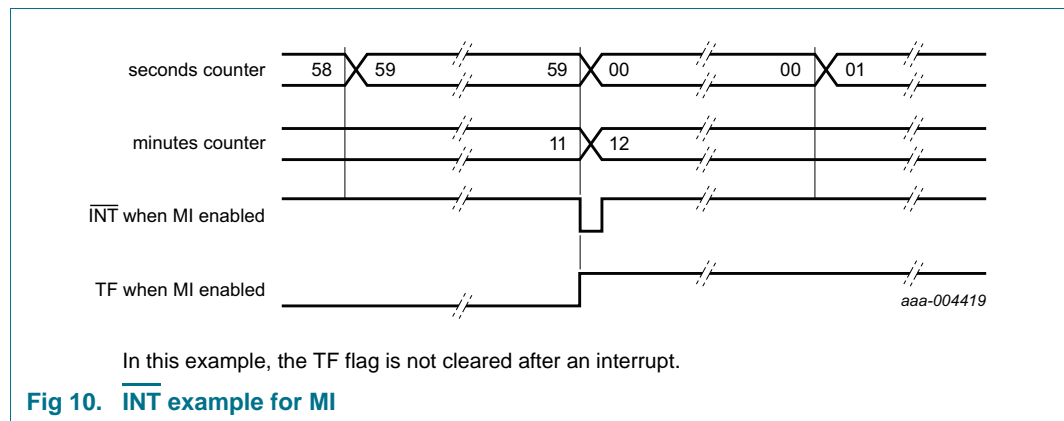 seconds counter 58 59 59 00 00 01
minutes counter 11 12
INT when MI enabled
TF when MI enabled
aaa-004419
In this example, the TF flag is not cleared after an interrupt.
Fig 10. INT example for MI